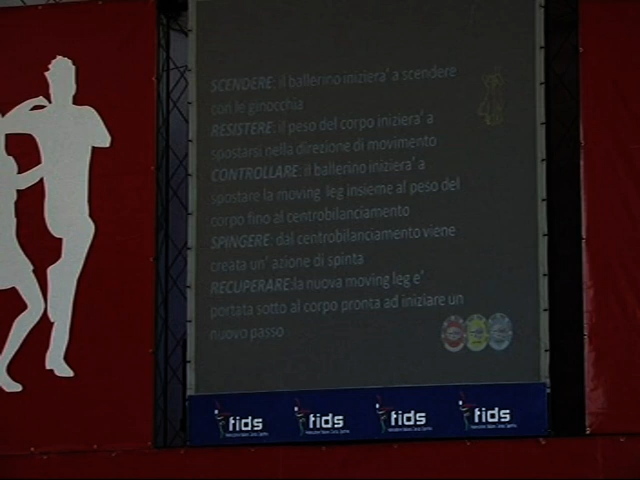 SCENDERE: il ballerino iniziera' a scendere
con le ginocchia
RESISTERE: il peso del corpo iniziera' a
spostarsi nella direzione di movimento
CONTROLLARE: il ballerino iniziera' a
spostare la moving leg insieme al peso del
corpo fino al centrobilanciamento
SPINGERE: dal centrobilanciamento viene
creata un' azione di spinta
RECUPERARE:la nuova moving leg e'
portata sotto al corpo pronta ad iniziare un
nuovo passo
fids fids fids fids